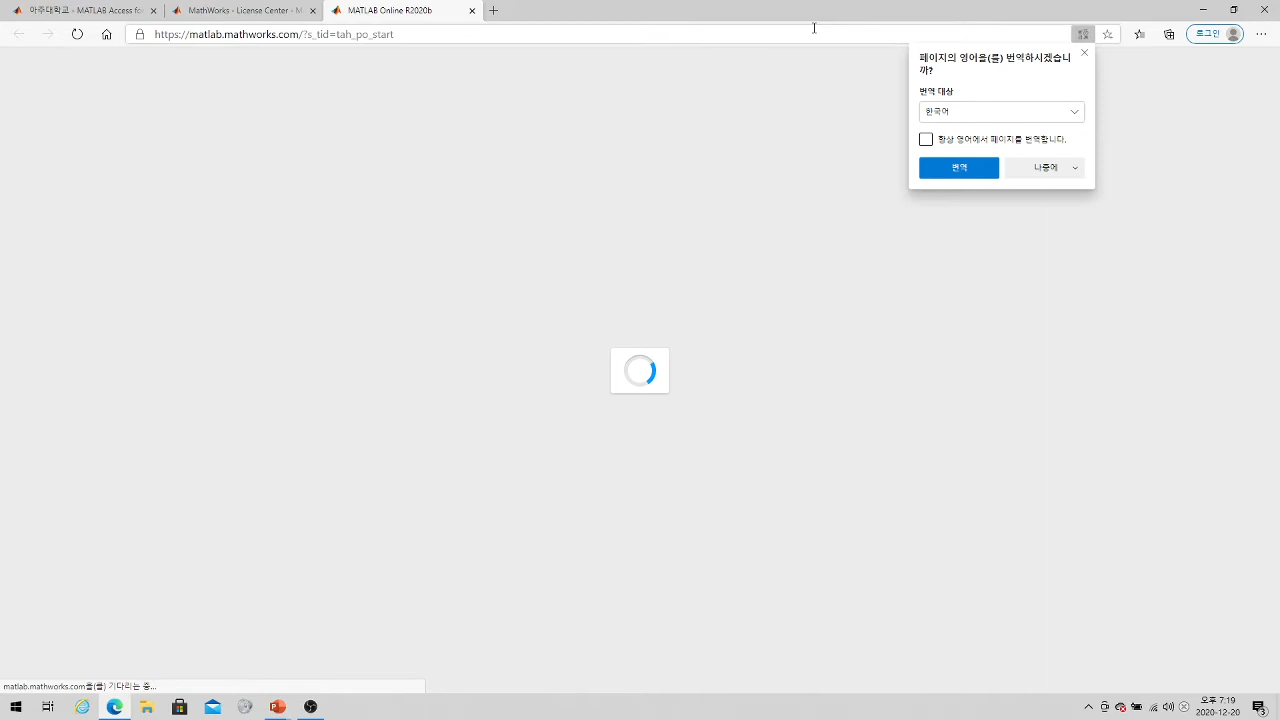 아주대학교 - MATLAB Access for
MathWorks - License Center - M
MATLAB Online R2020b
https://matlab.mathworks.com/?s_tid=tah_po_start
로그인
페이지의 영어을(를) 번역하시겠습니
까?
번역 대상
한국어
항상 영어에서 페이지를 번역합니다.
번역
나중에
matlab.mathworks.com을(를) 기다리는 중...
오후 7:19
2020-12-20